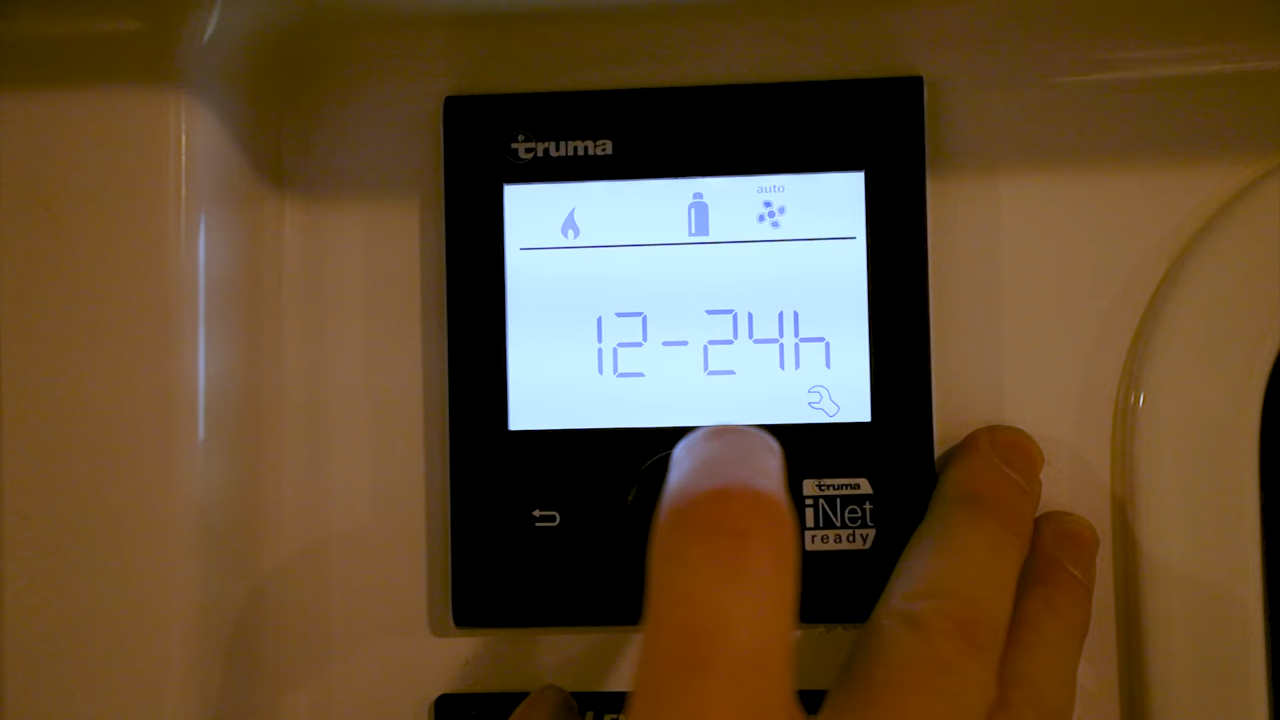 truma
auto
12-24h
truma
iNet
ready